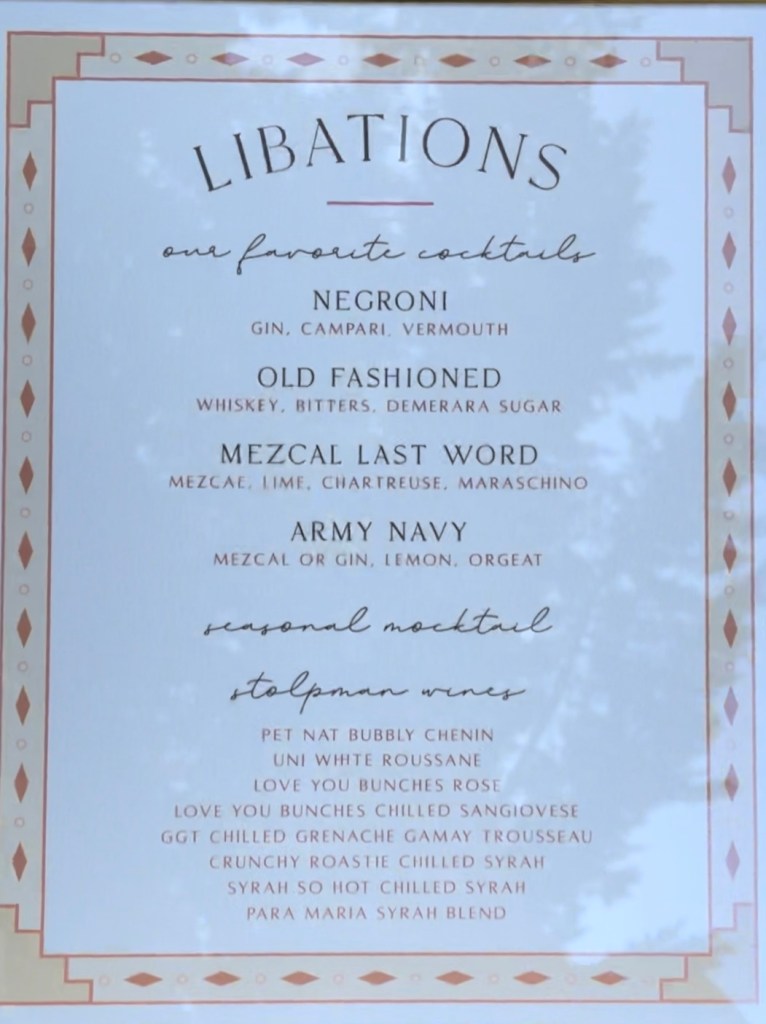 LIBATIONS
our favorite cocktails
NEGRONI
GIN, CAMPARI, VERMOUTH
OLD FASHIONED
WHISKEY, BITTERS, DEMERARA SUGAR
MEZCAL LAST WORD
MEZCAL, LIME, CHARTREUSE, MARASCHINO
ARMY NAVY
MEZCAL OR GIN, LEMON, ORGEAT
seasonal mocktail
stolpman wines
PET NAT BUBBLY CHENIN
UNI WHITE ROUSSANE
LOVE YOU BUNCHES ROSE
LOVE YOU BUNCHES CHILLED SANGIOVESE
GGT CHILLED GRENACHE GAMAY TROUSSEAU
CRUNCHY ROASTIE CHILLED SYRAH
SYRAH SO HOT CHILLED SYRAH
PARA MARIA SYRAH BLEND